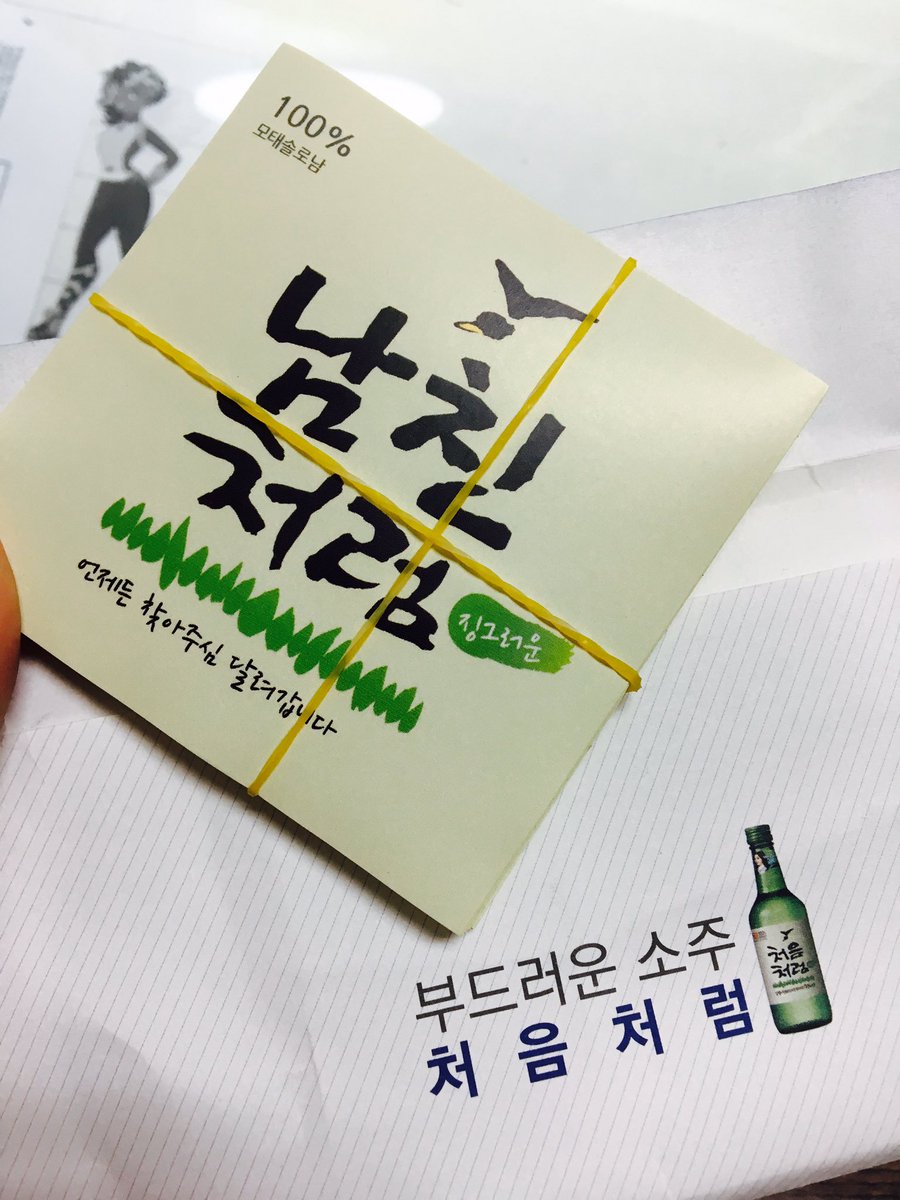 100%
모태솔로남
남친
처럼
징그러운
언제든 찾아주심 달려갑니다
부드러운 소주
처음처럼
처음
처럼